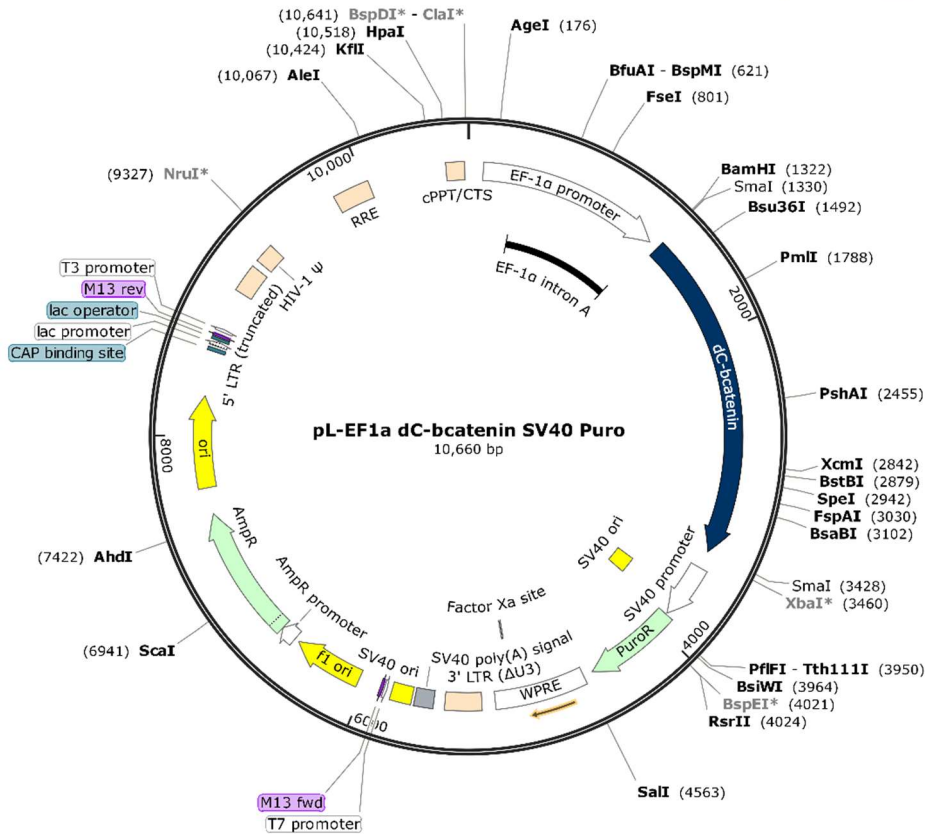 (10,641) BspDI* - ClaI*
(10,518) HpaI
(10,424) KflI
(10,067) AleI
AgeI (176)
BfuAI - BspMI (621)
FseI (801)
BamHI (1322)
SmaI (1330)
Bsu36I (1492)
PmlI (1788)
PshAI (2455)
XcmI (2842)
BstBI (2879)
SpeI (2942)
FspAI (3030)
BsaBI (3102)
SmaI (3428)
XbaI* (3460)
PflFI - Tth111I (3950)
BsiWI (3964)
BspEI* (4021)
RsrII (4024)
SalI (4563)
(9327) NruI*
T3 promoter
M13 rev
lac operator
lac promoter
CAP binding site
(7422) AhdI
(6941) ScaI
M13 fwd
T7 promoter
10,000
2000
4000
6000
8000
cPPT/CTS
EF-1α promoter
EF-1α intron A
RRE
HIV-1 Ψ
5' LTR (truncated)
dC-bcatenin
pL-EF1a dC-bcatenin SV40 Puro
10,660 bp
ori
AmpR
AmpR promoter
f1 ori
SV40 ori
SV40 poly(A) signal
3' LTR (ΔU3)
Factor Xa site
WPRE
PuroR
SV40 promoter
SV40 ori